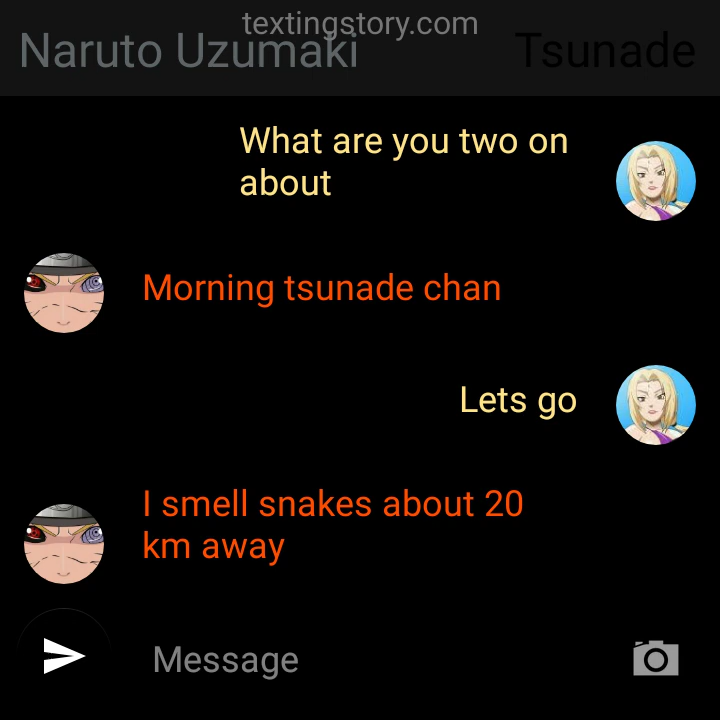 textingstory.com
Naruto Uzumaki
Tsunade
What are you two on
about
Morning tsunade chan
Lets go
I smell snakes about 20
km away
Message